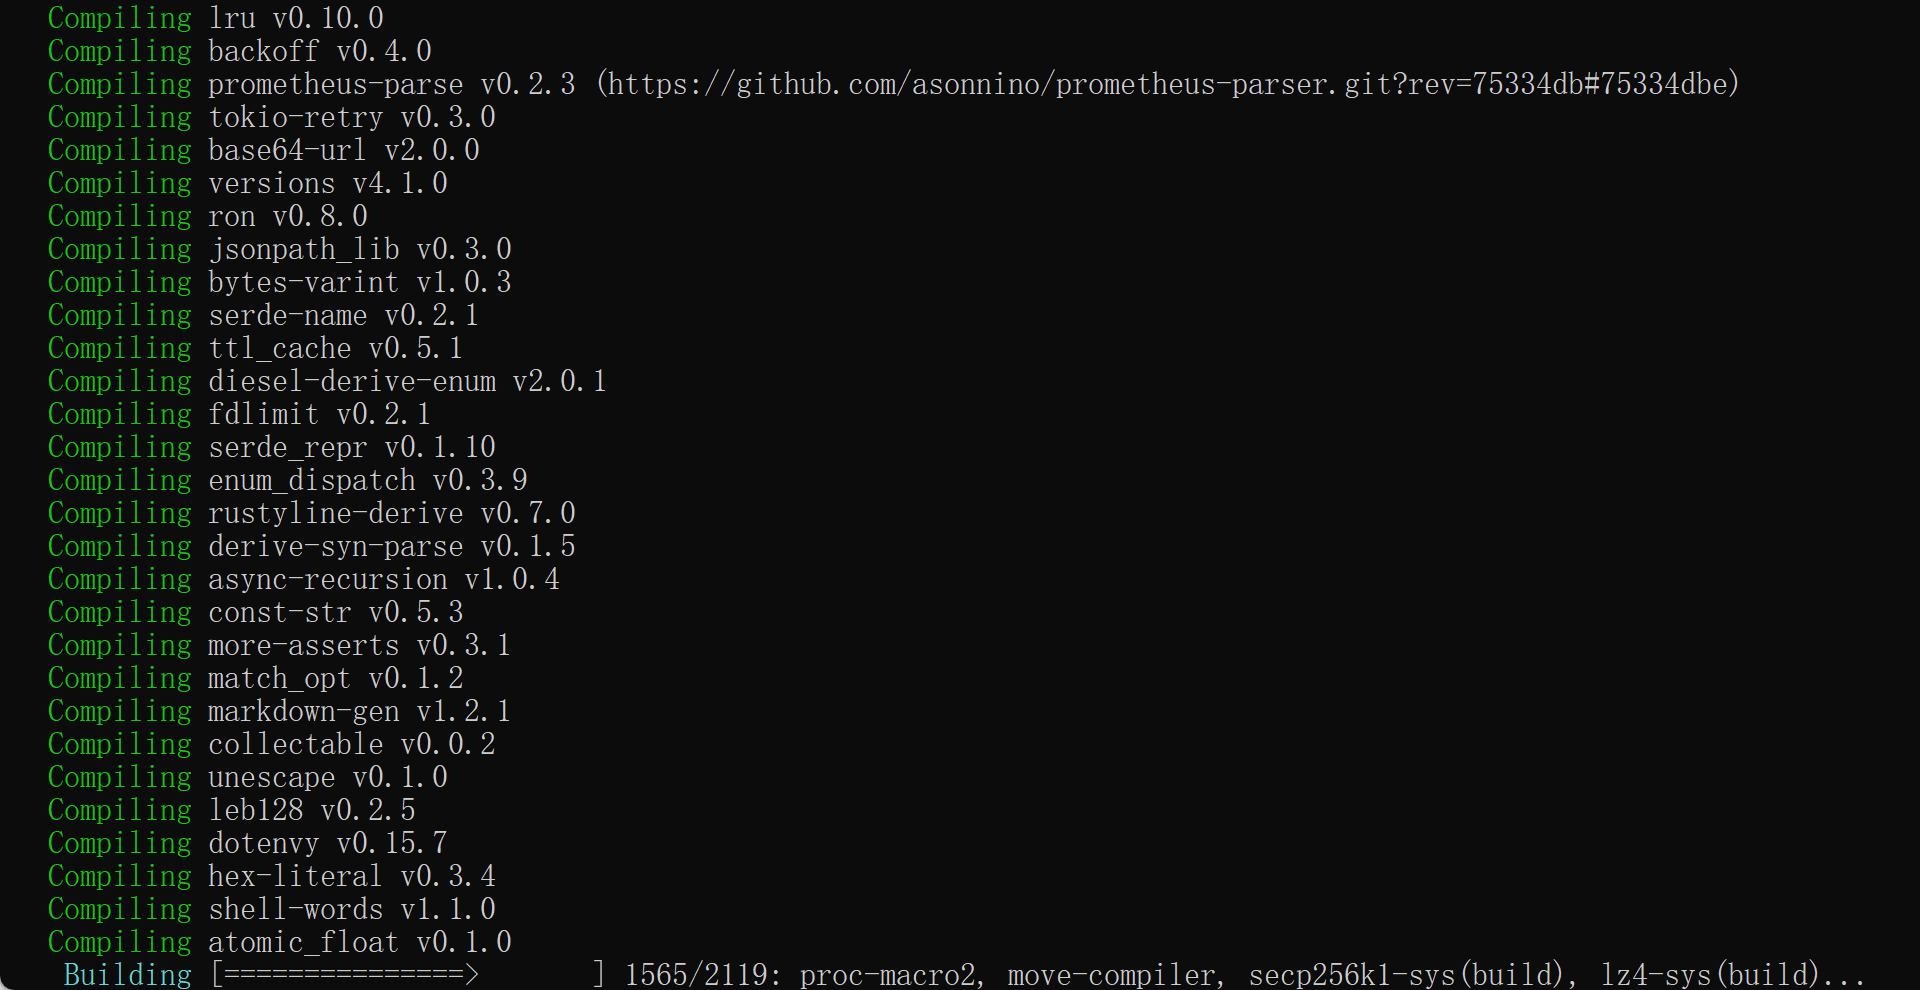 Compiling lru v0.10.0
Compiling backoff v0.4.0
Compiling prometheus-parse v0.2.3 (https://github.com/asonnino/prometheus-parser.git?rev=75334db#75334dbe)
Compiling tokio-retry v0.3.0
Compiling base64-url v2.0.0
Compiling versions v4.1.0
Compiling ron v0.8.0
Compiling jsonpath_lib v0.3.0
Compiling bytes-varint v1.0.3
Compiling serde-name v0.2.1
Compiling ttl_cache v0.5.1
Compiling diesel-derive-enum v2.0.1
Compiling fdlimit v0.2.1
Compiling serde_repr v0.1.10
Compiling enum_dispatch v0.3.9
Compiling rustyline-derive v0.7.0
Compiling derive-syn-parse v0.1.5
Compiling async-recursion v1.0.4
Compiling const-str v0.5.3
Compiling more-asserts v0.3.1
Compiling match_opt v0.1.2
Compiling markdown-gen v1.2.1
Compiling collectable v0.0.2
Compiling unescape v0.1.0
Compiling leb128 v0.2.5
Compiling dotenvy v0.15.7
Compiling hex-literal v0.3.4
Compiling shell-words v1.1.0
Compiling atomic_float v0.1.0
Building [===============>       ] 1565/2119: proc-macro2, move-compiler, secp256k1-sys(build), lz4-sys(build)...